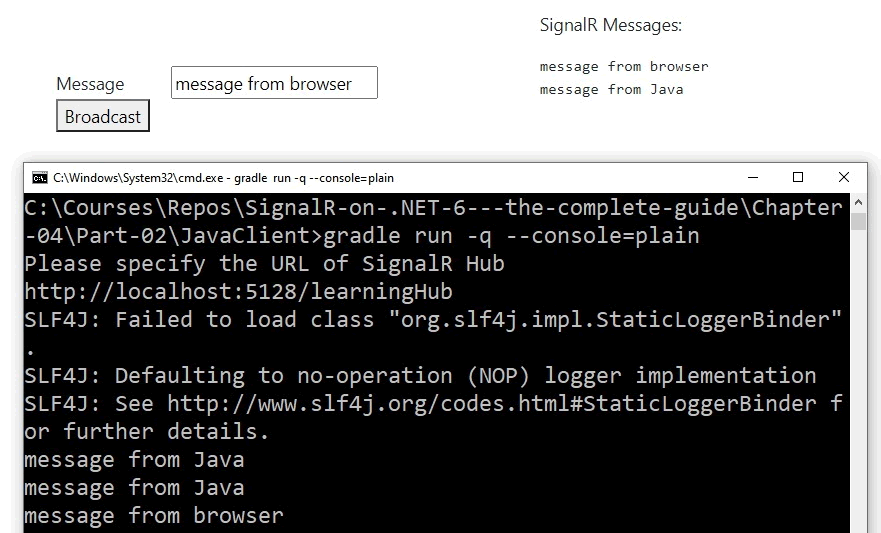 SignalR Messages:
message from browser
message from Java
Message
message from browser
Broadcast
C:\Windows\System32\cmd.exe - gradle run -q --console=plain
C:\Courses\Repos\SignalR-on-.NET-6---the-complete-guide\Chapter
-04\Part-02\JavaClient>gradle run -q --console=plain
Please specify the URL of SignalR Hub
http://localhost:5128/learningHub
SLF4J: Failed to load class "org.slf4j.impl.StaticLoggerBinder"
.
SLF4J: Defaulting to no-operation (NOP) logger implementation
SLF4J: See http://www.slf4j.org/codes.html#StaticLoggerBinder f
or further details.
message from Java
message from Java
message from browser